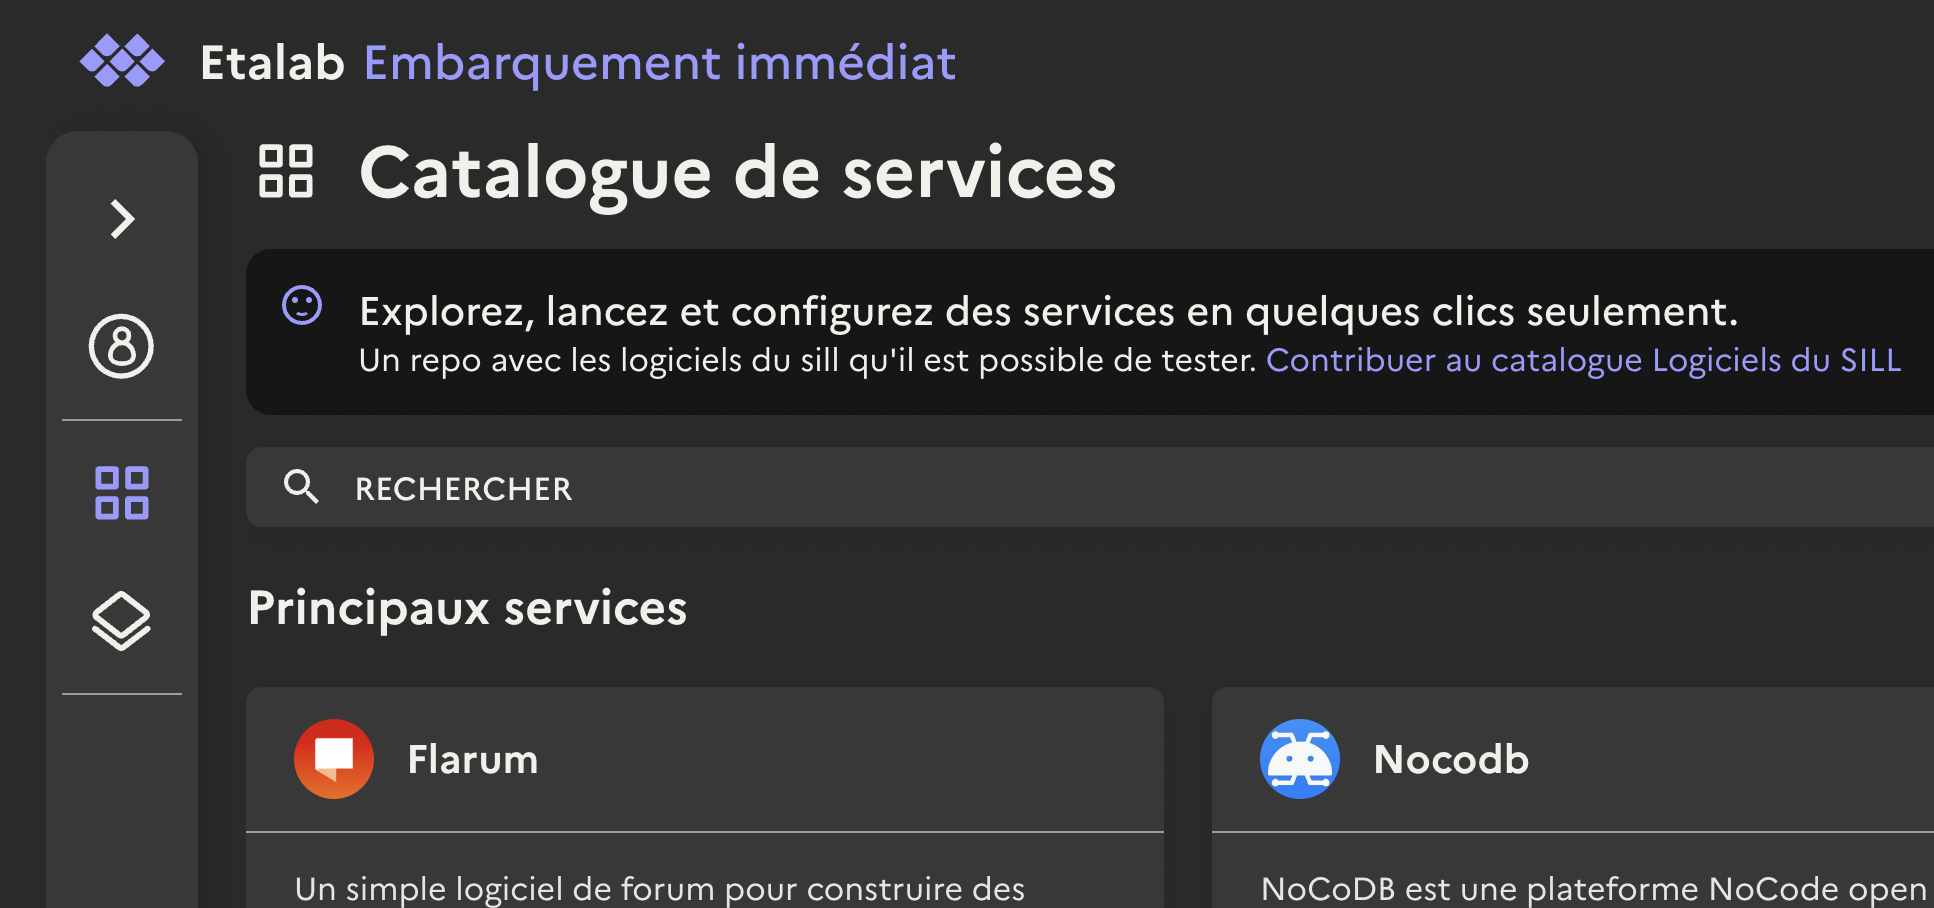 Etalab Embarquement immédiat
Catalogue de services
Explorez, lancez et configurez des services en quelques clics seulement.
Un repo avec les logiciels du sill qu'il est possible de tester. Contribuer au catalogue Logiciels du SILL
RECHERCHER
Principaux services
Flarum
Nocodb
Un simple logiciel de forum pour construire des
NoCoDB est une plateforme NoCode open